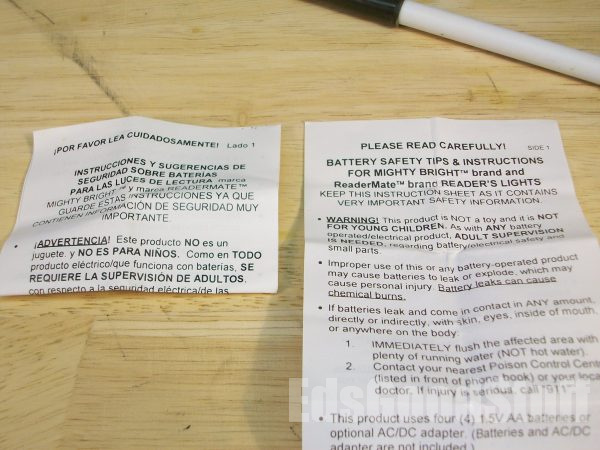 ¡POR FAVOR LEA CUIDADOSAMENTE! Lado 1
INSTRUCCIONES Y SUGERENCIAS DE
SEGURIDAD SOBRE BATERÍAS
PARA LAS LUCES DE LECTURA marca
MIGHTY BRIGHT™ y marca READERMATE™
GUARDE ESTAS INSTRUCCIONES YA QUE
CONTIENEN INFORMACIÓN DE SEGURIDAD MUY
IMPORTANTE.
• ¡ADVERTENCIA! Este producto NO es un
juguete, y NO ES PARA NIÑOS. Como en TODO
producto eléctrico/que funciona con baterías, SE
REQUIERE LA SUPERVISIÓN DE ADULTOS,
con respecto a la seguridad eléctrica/de las
PLEASE READ CAREFULLY! SIDE 1
BATTERY SAFETY TIPS & INSTRUCTIONS
FOR MIGHTY BRIGHT™ brand and
ReaderMate™ brand READER'S LIGHTS
KEEP THIS INSTRUCTION SHEET AS IT CONTAINS
VERY IMPORTANT SAFETY INFORMATION.
• WARNING! This product is NOT a toy and it is NOT
FOR YOUNG CHILDREN. As with ANY battery
operated/electrical product, ADULT SUPERVISION
IS NEEDED, regarding battery/electrical safety and
small parts.
• Improper use of this or any battery-operated product
may cause batteries to leak or explode, which may
cause personal injury. Battery leaks can cause
chemical burns.
• If batteries leak and come in contact in ANY amount,
directly or indirectly, with skin, eyes, inside of mouth,
or anywhere on the body:
1. IMMEDIATELY flush the affected area with
plenty of running water (NOT hot water).
2. Contact your nearest Poison Control Cent
(listed in front of phone book) or your loca
doctor. If injury is serious, call "911"
• This product uses four (4) 1.5V AA batteries or
optional AC/DC adapter. (Batteries and AC/DC
adapter are not included.)